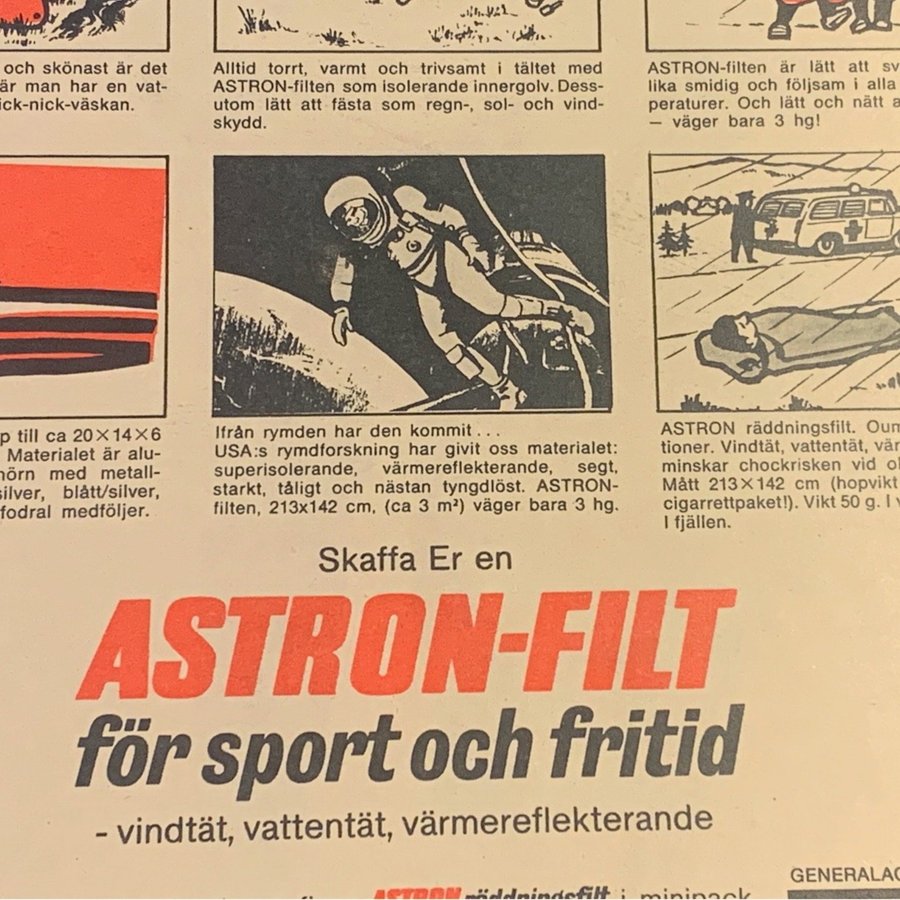 och skönast är det
är man har en vat-
ick-nick-väskan.
Alltid torrt, varmt och trivsamt i tältet med
ASTRON-filten som isolerande innergolv. Dess-
utom lätt att fästa som regn-, sol- och vind-
skydd.
ASTRON-filten är lätt att sv
lika smidig och följsam i alla
peraturer. Och lätt och nätt a
— väger bara 3 hg!
p till ca 20×14×6
Materialet är alu-
hörn med metall-
silver, blått/silver,
fodral medföljer.
Ifrån rymden har den kommit...
USA:s rymdforskning har givit oss materialet:
superisolerande, värmereflekterande, segt,
starkt, tåligt och nästan tyngdlöst. ASTRON-
filten, 213x142 cm, (ca 3 m²) väger bara 3 hg.
ASTRON räddningsfilt. Oum
tioner. Vindtät, vattentät, vär
minskar chockrisken vid ol
Mått 213×142 cm (hopvikt
cigarrettpaket!). Vikt 50 g. I v
I fjällen.
Skaffa Er en
ASTRON-FILT
för sport och fritid
- vindtät, vattentät, värmereflekterande
ASTRON räddningsfilt i minipack
GENERALAG